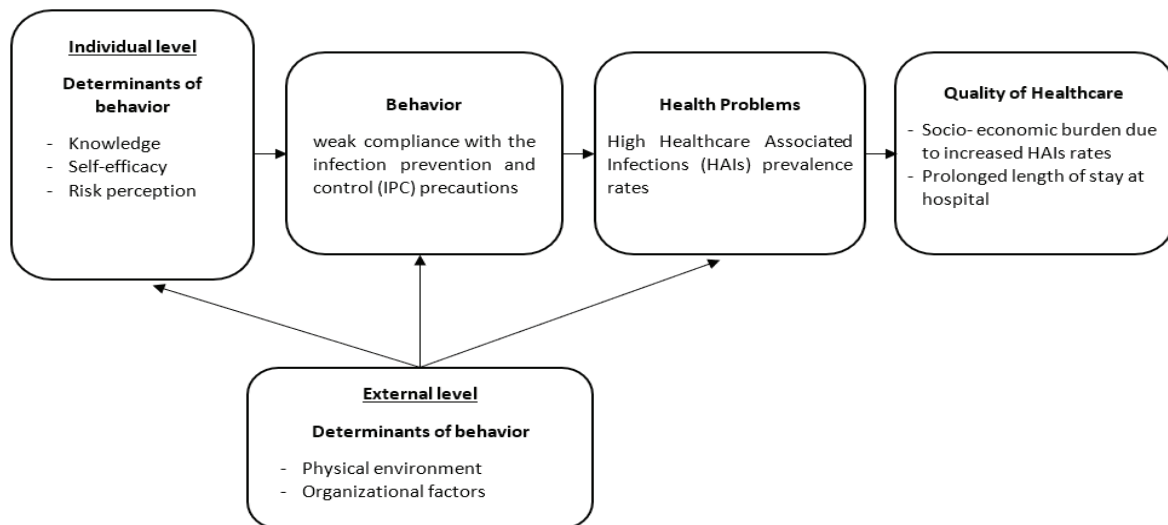 Individual level
Determinants of
behavior
- Knowledge
- Self-efficacy
- Risk perception
Behavior
weak compliance with the
infection prevention and
control (IPC) precautions
Health Problems
High Healthcare Associated
Infections (HAIs) prevalence
rates
Quality of Healthcare
- Socio- economic burden due
to increased HAIs rates
- Prolonged length of stay at
hospital
External level
Determinants of behavior
- Physical environment
- Organizational factors